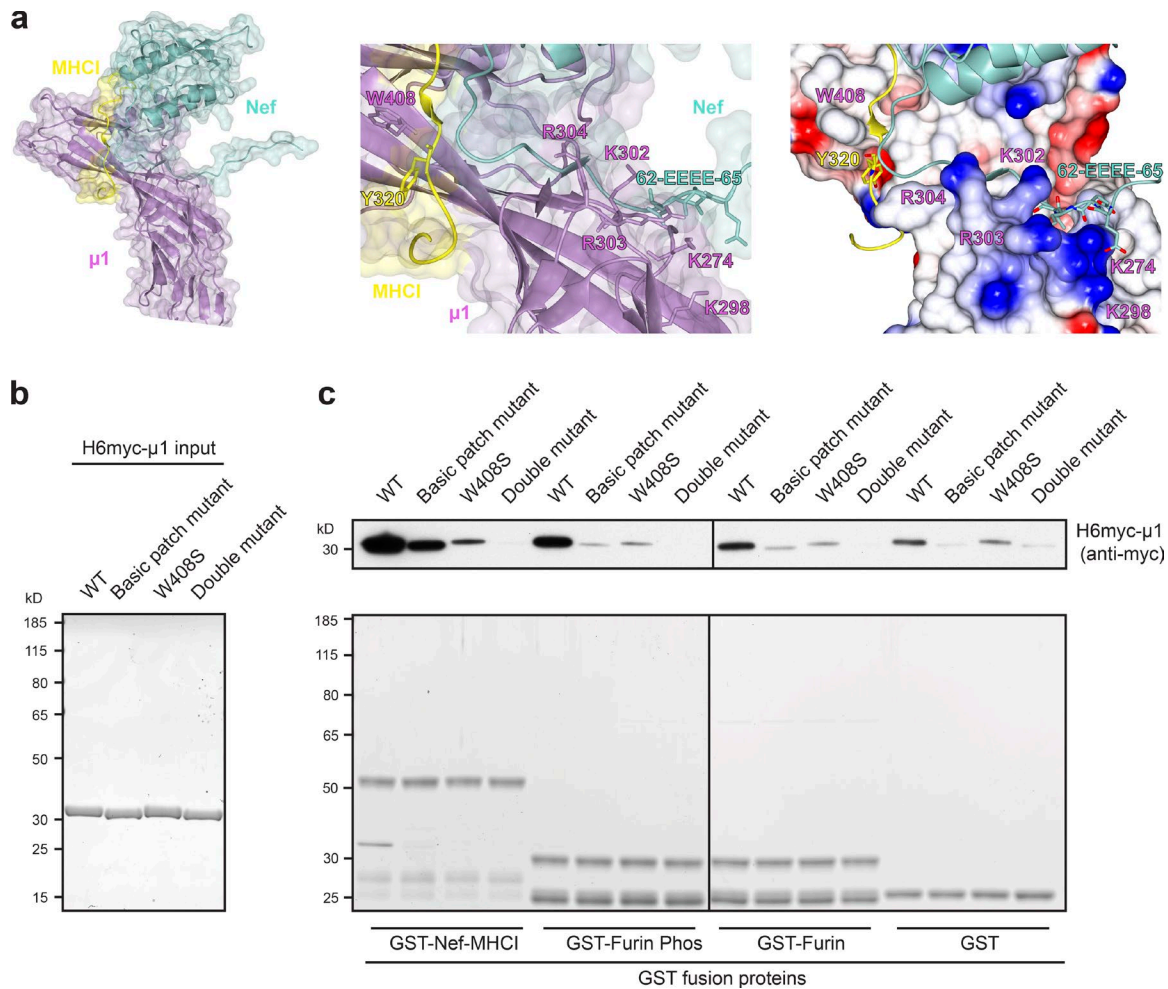 a
MHCI
Nef
µ1
W408
Y320
R304
K302
Nef
62-EEEE-65
R303
K274
K298
MHCI
µ1
W408
Y320
K302
62-EEEE-65
R304
R303
K274
K298
b
H6myc-µ1 input
WT
Basic patch mutant
W408S
Double mutant
kD
185
115
80
65
50
30
25
15
c
WT
Basic patch mutant
W408S
Double mutant
WT
Basic patch mutant
W408S
Double mutant
WT
Basic patch mutant
W408S
Double mutant
WT
Basic patch mutant
W408S
Double mutant
kD
30
H6myc-µ1
(anti-myc)
185
115
80
65
50
30
25
GST-Nef-MHCI
GST-Furin Phos
GST-Furin
GST
GST fusion proteins